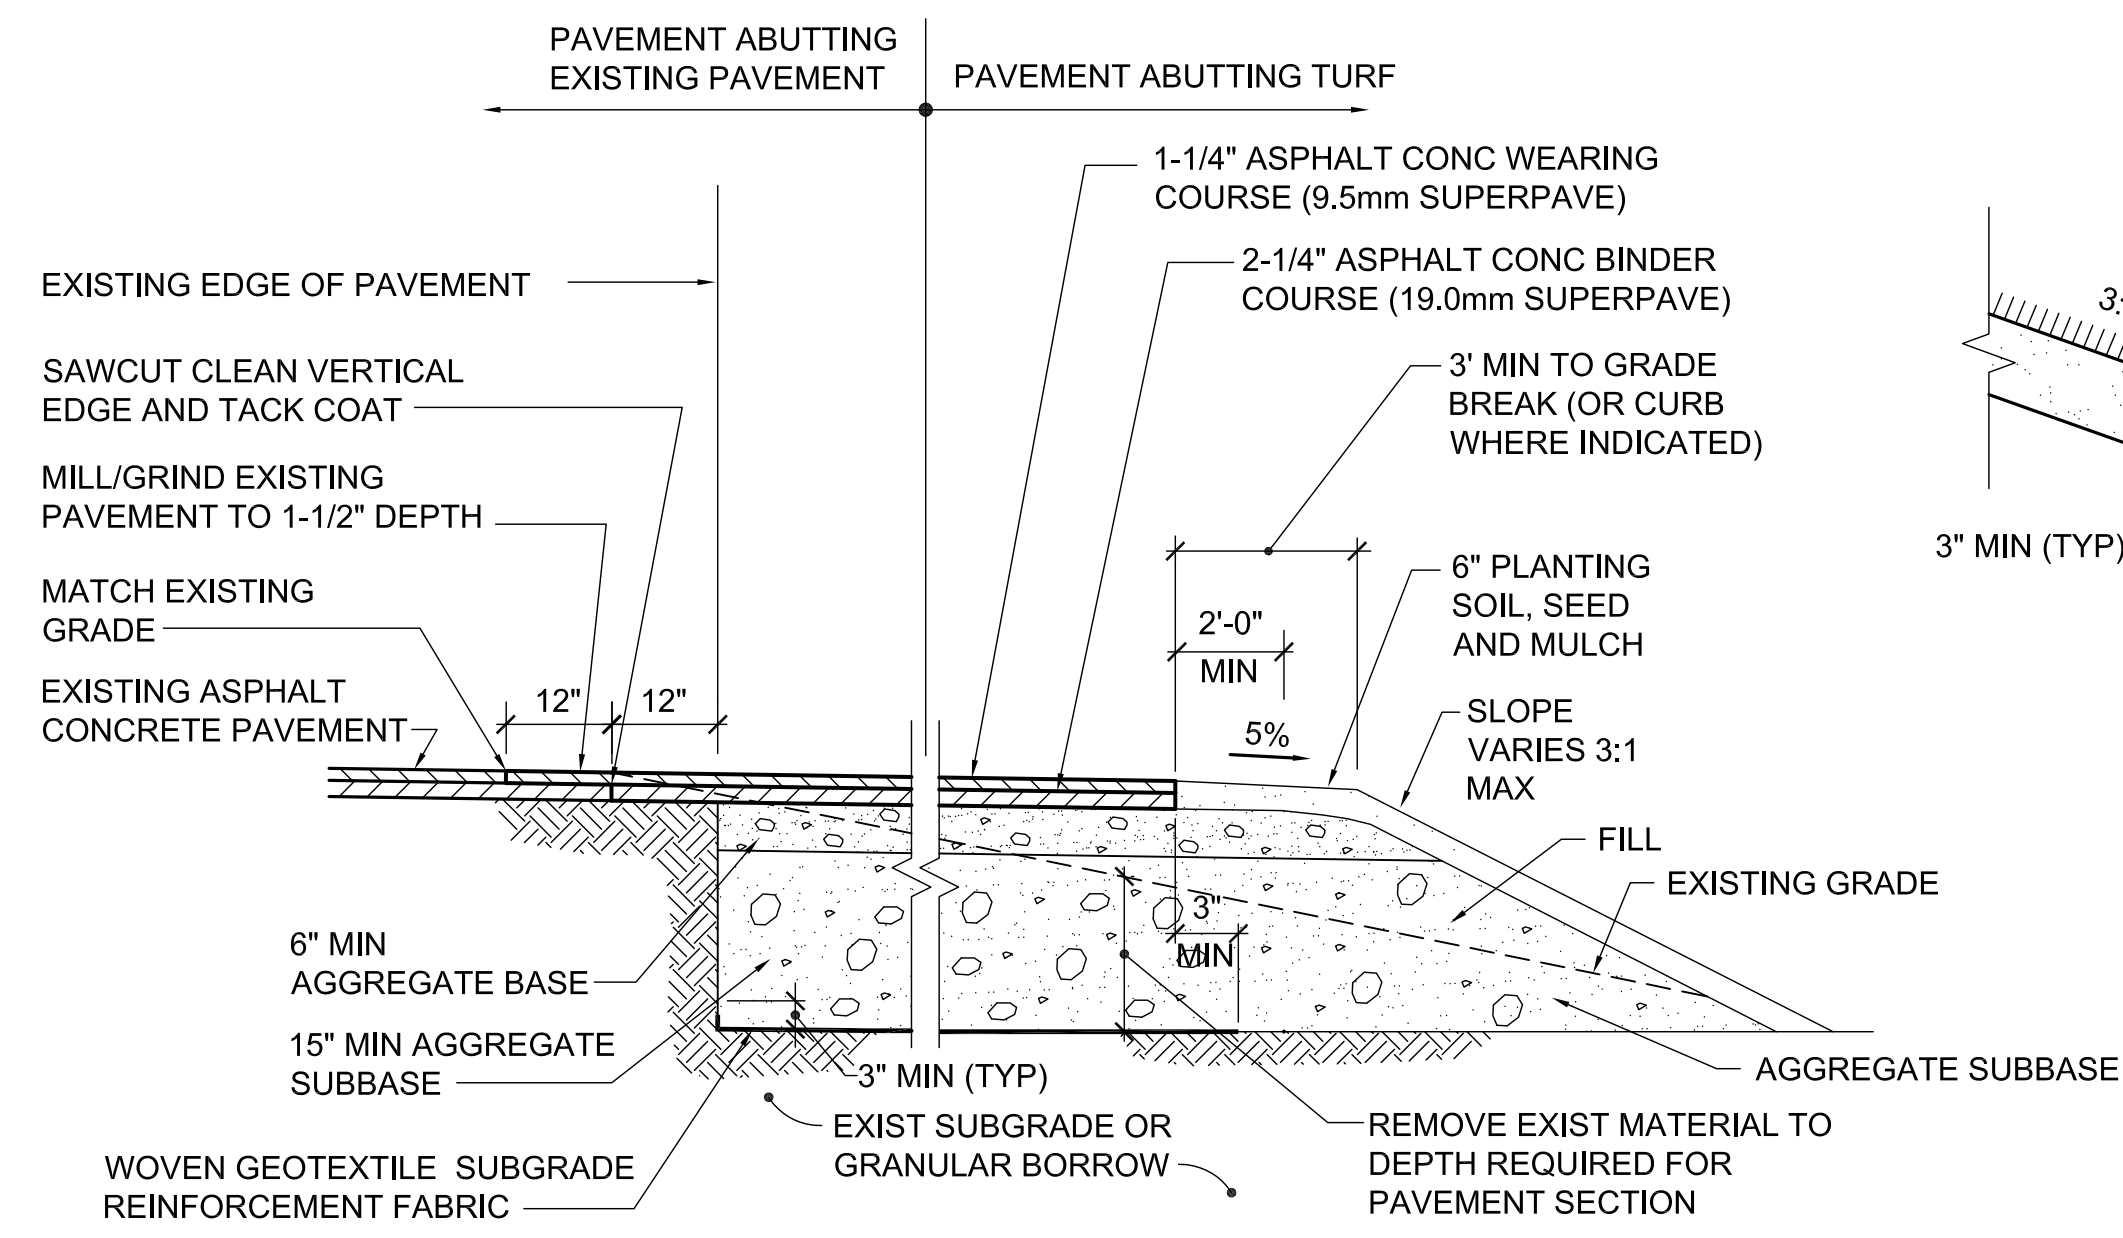 PAVEMENT ABUTTING
EXISTING PAVEMENT
PAVEMENT ABUTTING TURF
1-1/4" ASPHALT CONC WEARING
COURSE (9.5mm SUPERPAVE)
2-1/4" ASPHALT CONC BINDER
COURSE (19.0mm SUPERPAVE)
3' MIN TO GRADE
BREAK (OR CURB
WHERE INDICATED)
EXISTING EDGE OF PAVEMENT
SAWCUT CLEAN VERTICAL
EDGE AND TACK COAT
MILL/GRIND EXISTING
PAVEMENT TO 1-1/2" DEPTH
MATCH EXISTING
GRADE
EXISTING ASPHALT
CONCRETE PAVEMENT
12"
12"
2'-0"
MIN
5%
6" PLANTING
SOIL, SEED
AND MULCH
SLOPE
VARIES 3:1
MAX
FILL
EXISTING GRADE
3"
MIN
6" MIN
AGGREGATE BASE
15" MIN AGGREGATE
SUBBASE
WOVEN GEOTEXTILE  SUBGRADE
REINFORCEMENT FABRIC
3" MIN (TYP)
EXIST SUBGRADE OR
GRANULAR BORROW
REMOVE EXIST MATERIAL TO
DEPTH REQUIRED FOR
PAVEMENT SECTION
AGGREGATE SUBBASE
3:
3" MIN (TYP)